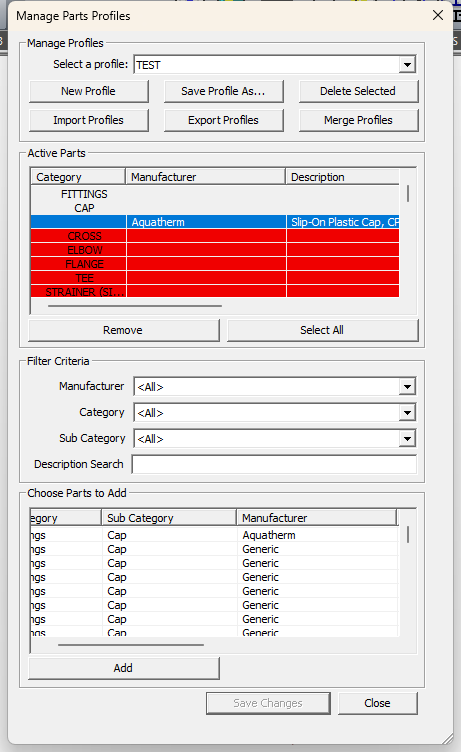 Manage Parts Profiles
Manage Profiles
Select a profile: TEST
New Profile Save Profile As... Delete Selected
Import Profiles Export Profiles Merge Profiles
Active Parts
Category Manufacturer Description
FITTINGS
CAP
Aquatherm Slip-On Plastic Cap, CF
CROSS
ELBOW
FLANGE
TEE
STRAINER (SI...
Remove Select All
Filter Criteria
Manufacturer <All>
Category <All>
Sub Category <All>
Description Search
Choose Parts to Add
egory Sub Category Manufacturer
ngs Cap Aquatherm
ngs Cap Generic
ngs Cap Generic
ngs Cap Generic
ngs Cap Generic
ngs Cap Generic
ngs Cap Generic
ngs Cap Generic
Add
Save Changes Close